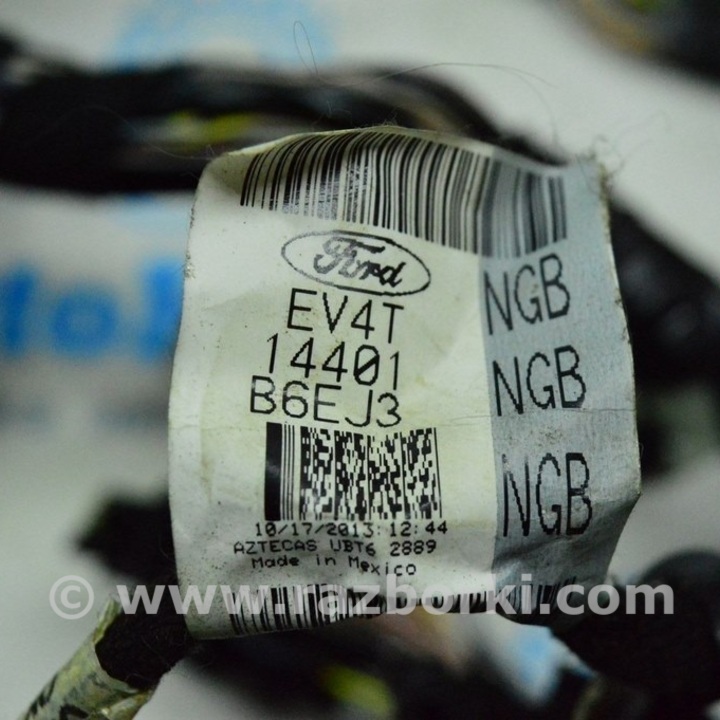 Ford
EV4T
14401
B6EJ3
NGB
NGB
NGB
10/17/2013 12:44
AZTECAS UBT6 2889
Made in Mexico
© www.razborki.com